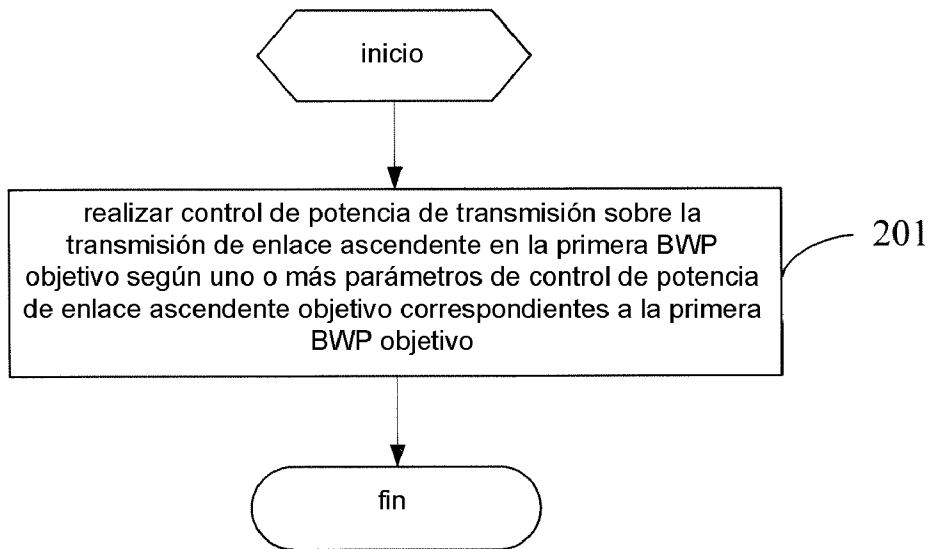 inicio
realizar control de potencia de transmisión sobre la
transmisión de enlace ascendente en la primera BWP
objetivo según uno o más parámetros de control de potencia
de enlace ascendente objetivo correspondientes a la primera
BWP objetivo
201
fin